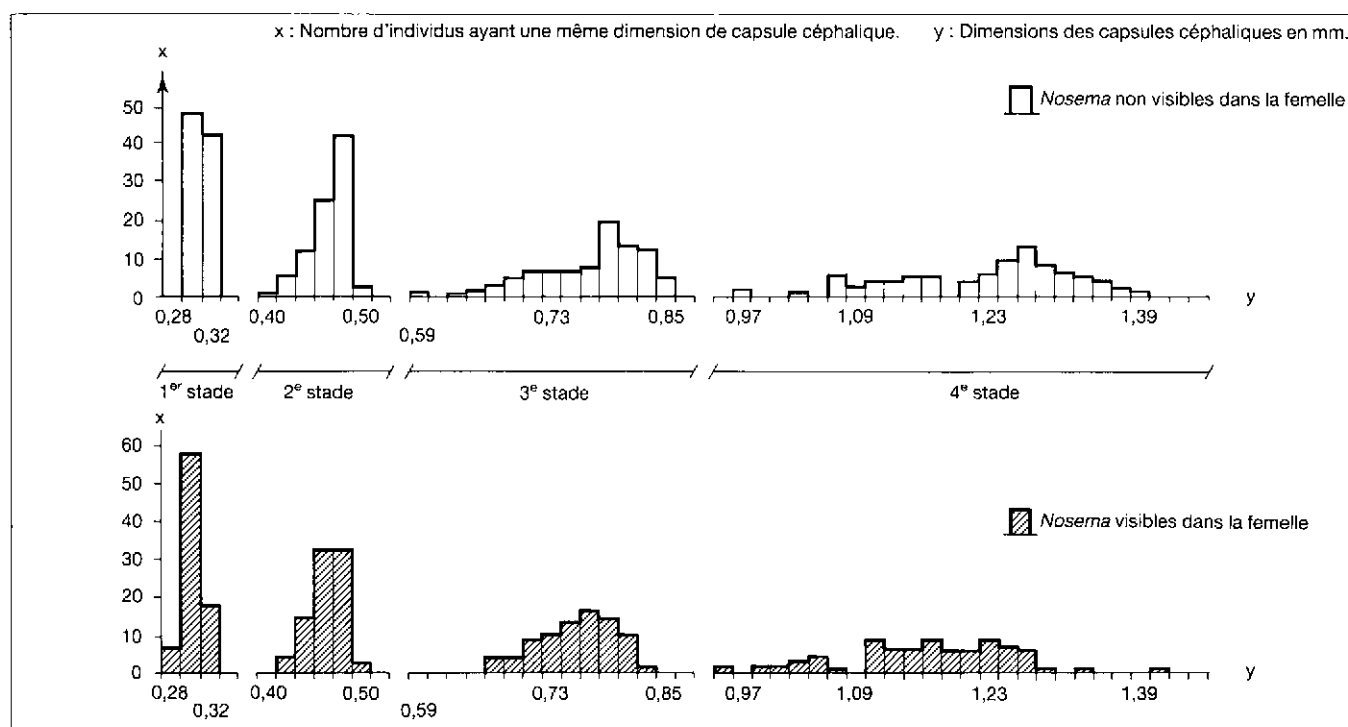 x : Nombre d'individus ayant une même dimension de capsule céphalique. y : Dimensions des capsules céphaliques en mm.
x
Nosema non visibles dans la femelle
50
40
30
20
10
0
0,28 0,40 0,50 0,73 0,85 0,97 1,09 1,23 1,39 y
0,32 0,59
1er stade 2e stade 3e stade 4e stade
x
60
50
Nosema visibles dans la femelle
40
30
20
10
0
0,28 0,40 0,50 0,73 0,85 0,97 1,09 1,23 1,39 y
0,32 0,59